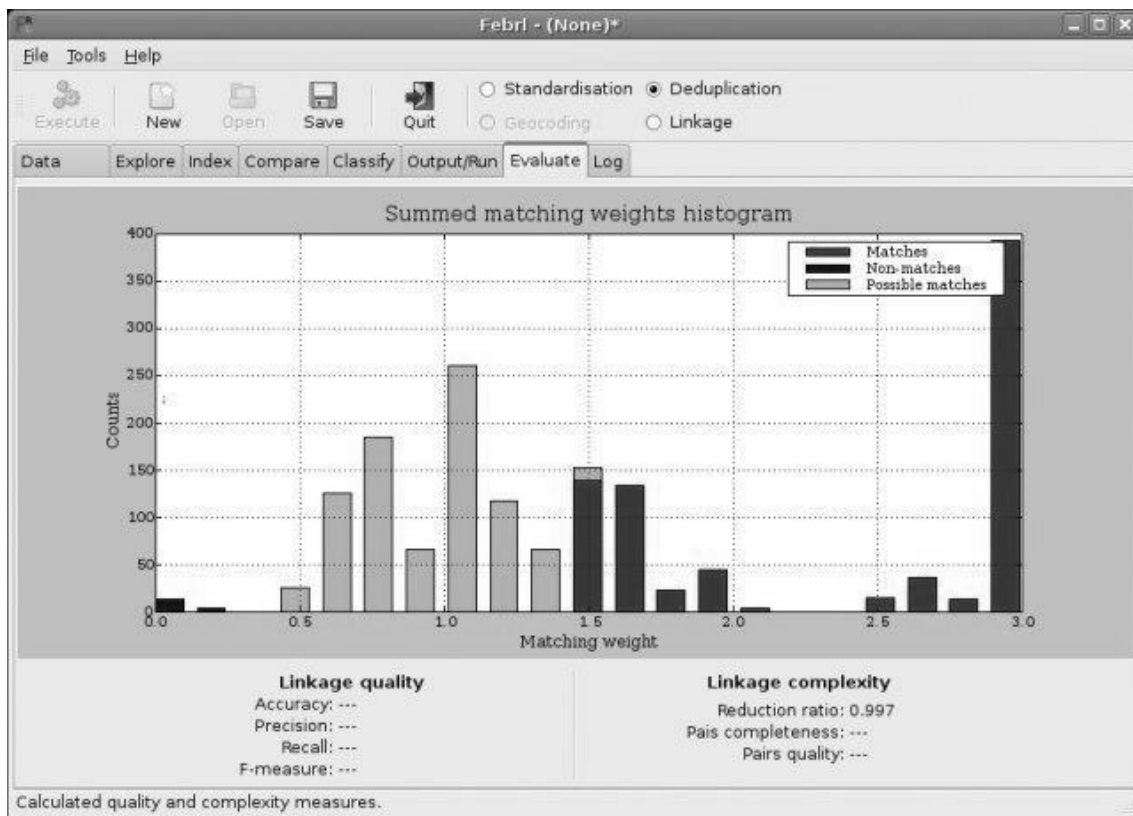 Febrl - (None)*
File Tools Help
Execute New Open Save Quit
Standardisation Deduplication
Geocoding Linkage
Data Explore Index Compare Classify Output/Run Evaluate Log
Summed matching weights histogram
Matches
Non-matches
Possible matches
400
350
300
250
200
150
100
50
0
Counts
0.0 0.5 1.0 1.5 2.0 2.5 3.0
Matching weight
Linkage quality
Accuracy: ---
Precision: ---
Recall: ---
F-measure: ---
Linkage complexity
Reduction ratio: 0.997
Pais completeness: ---
Pairs quality: ---
Calculated quality and complexity measures.